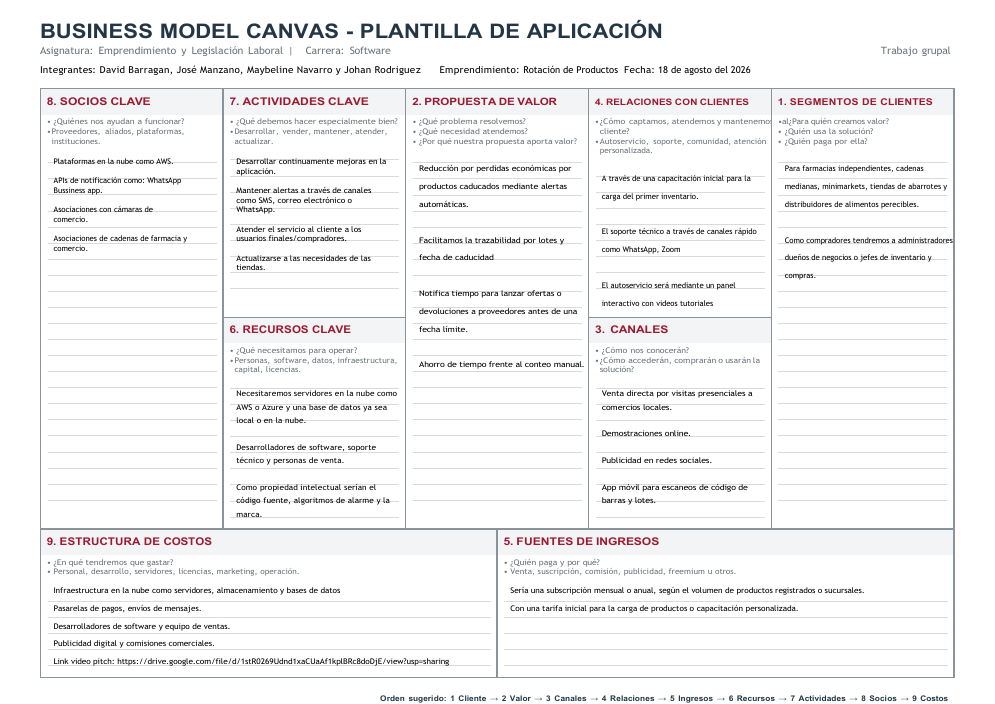 BUSINESS MODEL CANVAS - PLANTILLA DE APLICACIÓN
Asignatura: Emprendimiento y Legislación Laboral | Carrera: Software
Trabajo grupal
Integrantes: David Barragan, José Manzano, Maybeline Navarro y Johan Rodriguez Emprendimiento: Rotación de Productos Fecha: 18 de agosto del 2026
8. SOCIOS CLAVE
• ¿Quiénes nos ayudan a funcionar?
•Proveedores, aliados, plataformas,
instituciones.
Plataformas en la nube como AWS.
APIs de notificación como: WhatsApp
Bussiness app.
Asociaciones con cámaras de
comercio.
Asociaciones de cadenas de farmacia y
comercio.
7. ACTIVIDADES CLAVE
• ¿Qué debemos hacer especialmente bien?
•Desarrollar, vender, mantener, atender,
actualizar.
Desarrollar continuamente mejoras en la
aplicación.
Mantener alertas a través de canales
como SMS, correo electrónico o
WhatsApp.
Atender el servicio al cliente a los
usuarios finales/compradores.
Actualizarse a las necesidades de las
tiendas.
6. RECURSOS CLAVE
• ¿Qué necesitamos para operar?
•Personas, software, datos, infraestructura,
capital, licencias.
Necesitaremos servidores en la nube como
AWS o Azure y una base de datos ya sea
local o en la nube.
Desarrolladores de software, soporte
técnico y personas de venta.
Como propiedad intelectual serían el
código fuente, algoritmos de alarme y la
marca.
2. PROPUESTA DE VALOR
• ¿Qué problema resolvemos?
• ¿Qué necesidad atendemos?
• ¿Por qué nuestra propuesta aporta valor?
Reducción por perdidas económicas por
productos caducados mediante alertas
automáticas.
Facilitamos la trazabilidad por lotes y
fecha de caducidad
Notifica tiempo para lanzar ofertas o
devoluciones a proveedores antes de una
fecha límite.
Ahorro de tiempo frente al conteo manual.
4. RELACIONES CON CLIENTES
•¿Cómo captamos, atendemos y mantenemos
cliente?
•Autoservicio, soporte, comunidad, atención
personalizada.
A través de una capacitación inicial para la
carga del primer inventario.
El soporte técnico a través de canales rápido
como WhatsApp, Zoom
El autoservicio será mediante un panel
interactivo con videos tutoriales
3. CANALES
• ¿Cómo nos conocerán?
•¿Cómo accederán, comprarán o usarán la
solución?
Venta directa por visitas presenciales a
comercios locales.
Demostraciones online.
Publicidad en redes sociales.
App móvil para escaneos de código de
barras y lotes.
1. SEGMENTOS DE CLIENTES
•al¿Para quién creamos valor?
• ¿Quién usa la solución?
• ¿Quién paga por ella?
Para farmacias independientes, cadenas
medianas, minimarkets, tiendas de abarrotes y
distribuidores de alimentos perecibles.
Como compradores tendremos a administradores
dueños de negocios o jefes de inventario y
compras.
9. ESTRUCTURA DE COSTOS
• ¿En qué tendremos que gastar?
• Personal, desarrollo, servidores, licencias, marketing, operación.
Infraestructura en la nube como servidores, almacenamiento y bases de datos
Pasarelas de pagos, envíos de mensajes.
Desarrolladores de software y equipo de ventas.
Publicidad digital y comisiones comerciales.
Link video pitch: https://drive.google.com/file/d/1stR0269Udnd1xaCUaAf1kplBRc8doDjE/view?usp=sharing
5. FUENTES DE INGRESOS
• ¿Quién paga y por qué?
• Venta, suscripción, comisión, publicidad, freemium u otros.
Sería una subscripción mensual o anual, según el volumen de productos registrados o sucursales.
Con una tarifa inicial para la carga de productos o capacitación personalizada.
Orden sugerido: 1 Cliente → 2 Valor → 3 Canales → 4 Relaciones → 5 Ingresos → 6 Recursos → 7 Actividades → 8 Socios → 9 Costos